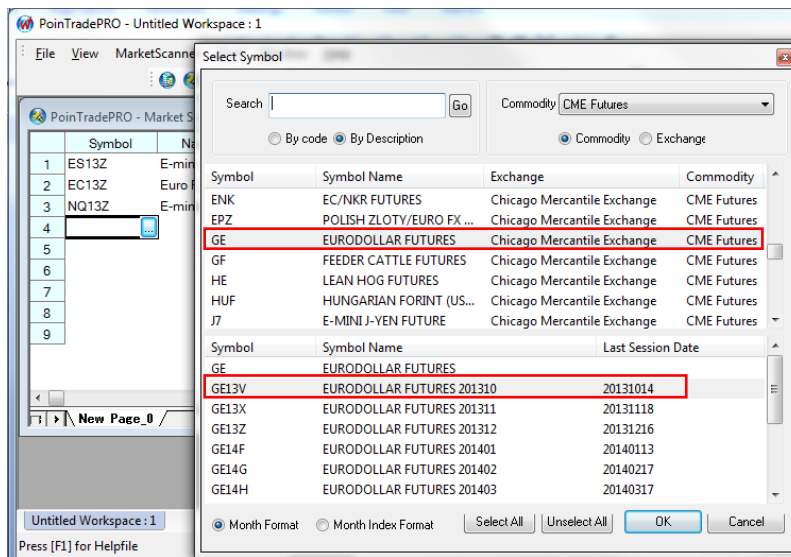 PoinTradePRO - Untitled Workspace : 1
File View MarketScanne
Select Symbol
Search Go Commodity CME Futures
By code By Description Commodity Exchange
PoinTradePRO - Market S
Symbol Na
1 ES13Z E-min
2 EC13Z Euro F
3 NQ13Z E-min
4 ...
5
6
7
8
9
Symbol Symbol Name Exchange Commodity
ENK EC/NKR FUTURES Chicago Mercantile Exchange CME Futures
EPZ POLISH ZLOTY/EURO FX ... Chicago Mercantile Exchange CME Futures
GE EURODOLLAR FUTURES Chicago Mercantile Exchange CME Futures
GF FEEDER CATTLE FUTURES Chicago Mercantile Exchange CME Futures
HE LEAN HOG FUTURES Chicago Mercantile Exchange CME Futures
HUF HUNGARIAN FORINT (US... Chicago Mercantile Exchange CME Futures
J7 E-MINI J-YEN FUTURE Chicago Mercantile Exchange CME Futures
Symbol Symbol Name Last Session Date
GE EURODOLLAR FUTURES
GE13V EURODOLLAR FUTURES 201310 20131014
GE13X EURODOLLAR FUTURES 201311 20131118
GE13Z EURODOLLAR FUTURES 201312 20131216
GE14F EURODOLLAR FUTURES 201401 20140113
GE14G EURODOLLAR FUTURES 201402 20140217
GE14H EURODOLLAR FUTURES 201403 20140317
New Page_0
Month Format Month Index Format Select All Unselect All OK Cancel
Untitled Workspace : 1
Press [F1] for Helpfile